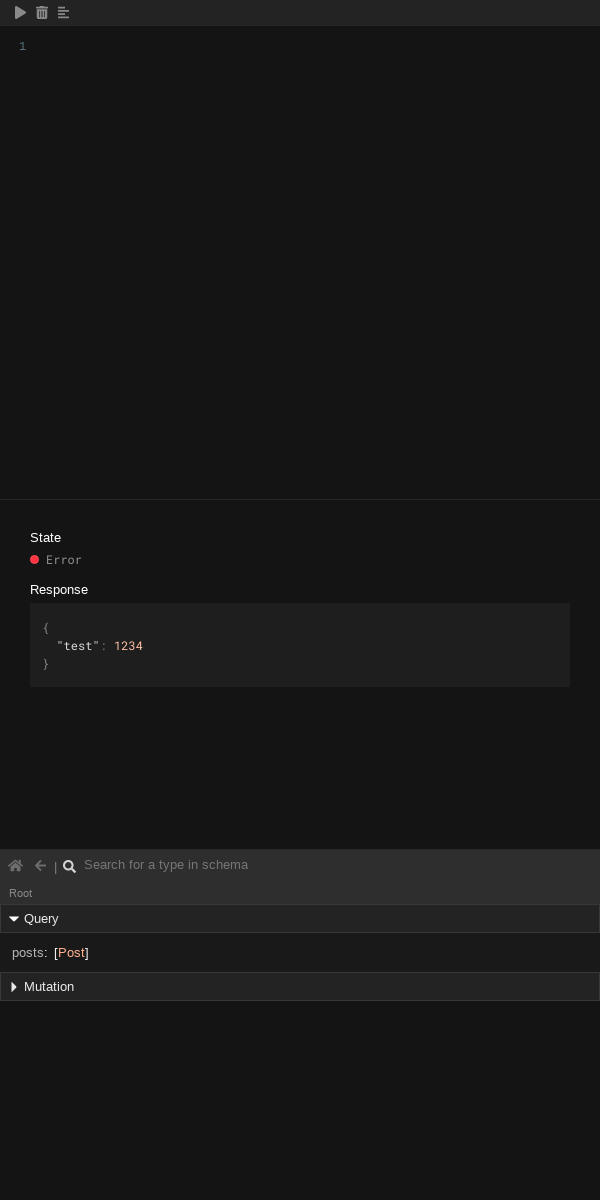 1
State
Error
Response
{
"test": 1234
}
| Search for a type in schema
Root
Query
posts: [Post]
Mutation